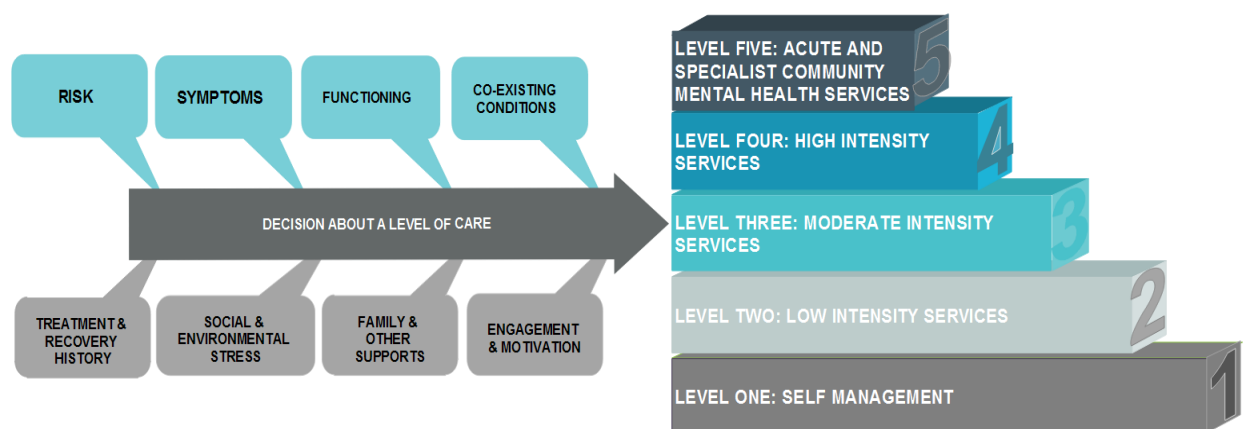 RISK
SYMPTOMS
FUNCTIONING
CO-EXISTING
CONDITIONS
DECISION ABOUT A LEVEL OF CARE
TREATMENT &
RECOVERY
HISTORY
SOCIAL &
ENVIRONMENTAL
STRESS
FAMILY &
OTHER
SUPPORTS
ENGAGEMENT
& MOTIVATION
LEVEL FIVE: ACUTE AND
SPECIALIST COMMUNITY
MENTAL HEALTH SERVICES
5
LEVEL FOUR: HIGH INTENSITY
SERVICES
4
LEVEL THREE: MODERATE INTENSITY
SERVICES
3
LEVEL TWO: LOW INTENSITY SERVICES
2
LEVEL ONE: SELF MANAGEMENT
1